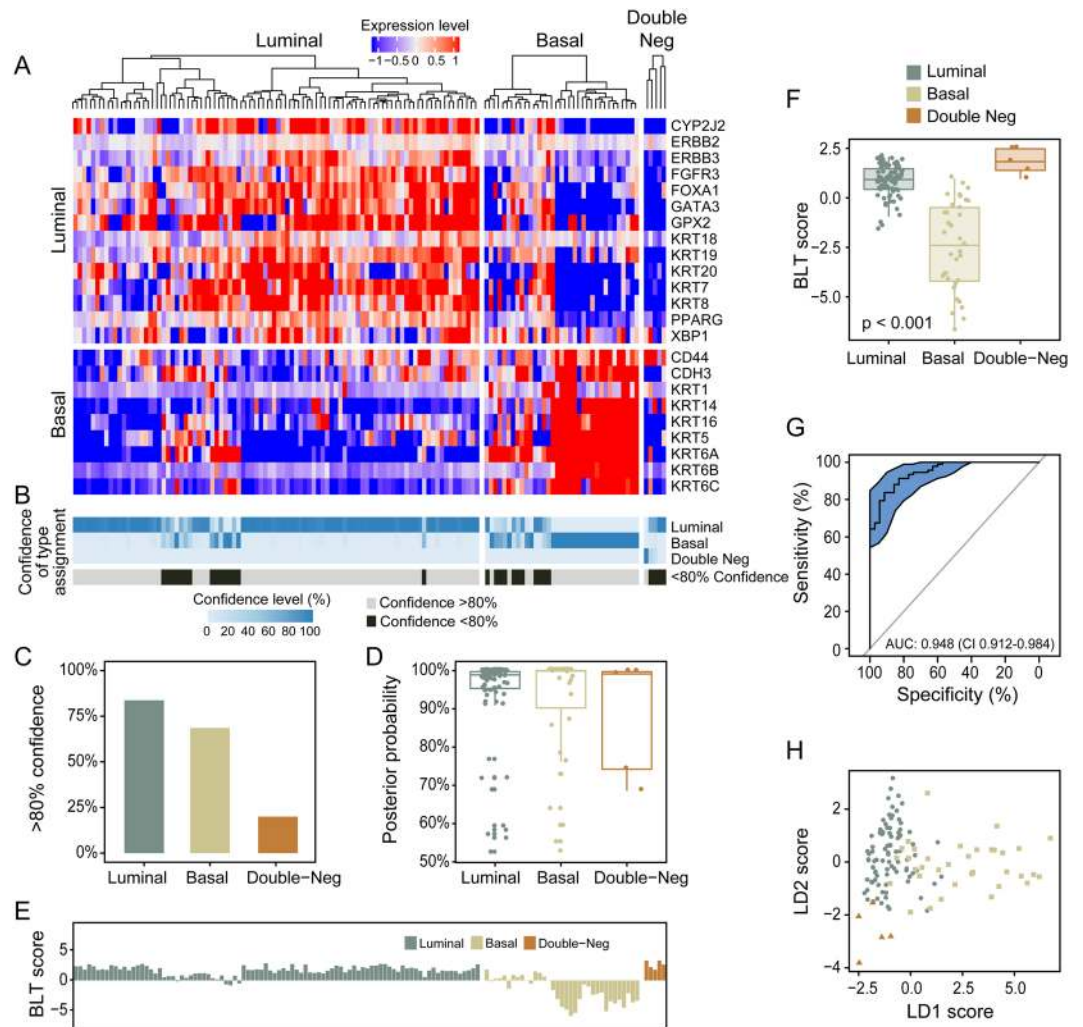 A
Luminal
Expression level
−1−0.5 0 0.5 1
Basal
Double
Neg
Luminal
CYP2J2
ERBB2
ERBB3
FGFR3
FOXA1
GATA3
GPX2
KRT18
KRT19
KRT20
KRT7
KRT8
PPARG
XBP1
Basal
CD44
CDH3
KRT1
KRT14
KRT16
KRT5
KRT6A
KRT6B
KRT6C
B
Confidence
of type
assignment
Luminal
Basal
Double Neg
<80% Confidence
Confidence level (%)
0 20 40 60 80 100
Confidence >80%
Confidence <80%
C
>80% confidence
100%
75%
50%
25%
0%
Luminal
Basal
Double-Neg
D
Posterior probability
100%
90%
80%
70%
60%
50%
Luminal
Basal
Double−Neg
E
BLT score
5
0
−5
Luminal
Basal
Double−Neg
F
Luminal
Basal
Double Neg
BLT score
2.5
0.0
−2.5
−5.0
p < 0.001
Luminal
Basal
Double−Neg
G
Sensitivity (%)
100
80
60
40
20
0
AUC: 0.948 (CI 0.912-0.984)
100 80 60 40 20 0
Specificity (%)
H
LD2 score
2
0
−2
−4
−2.5 0.0 2.5 5.0
LD1 score